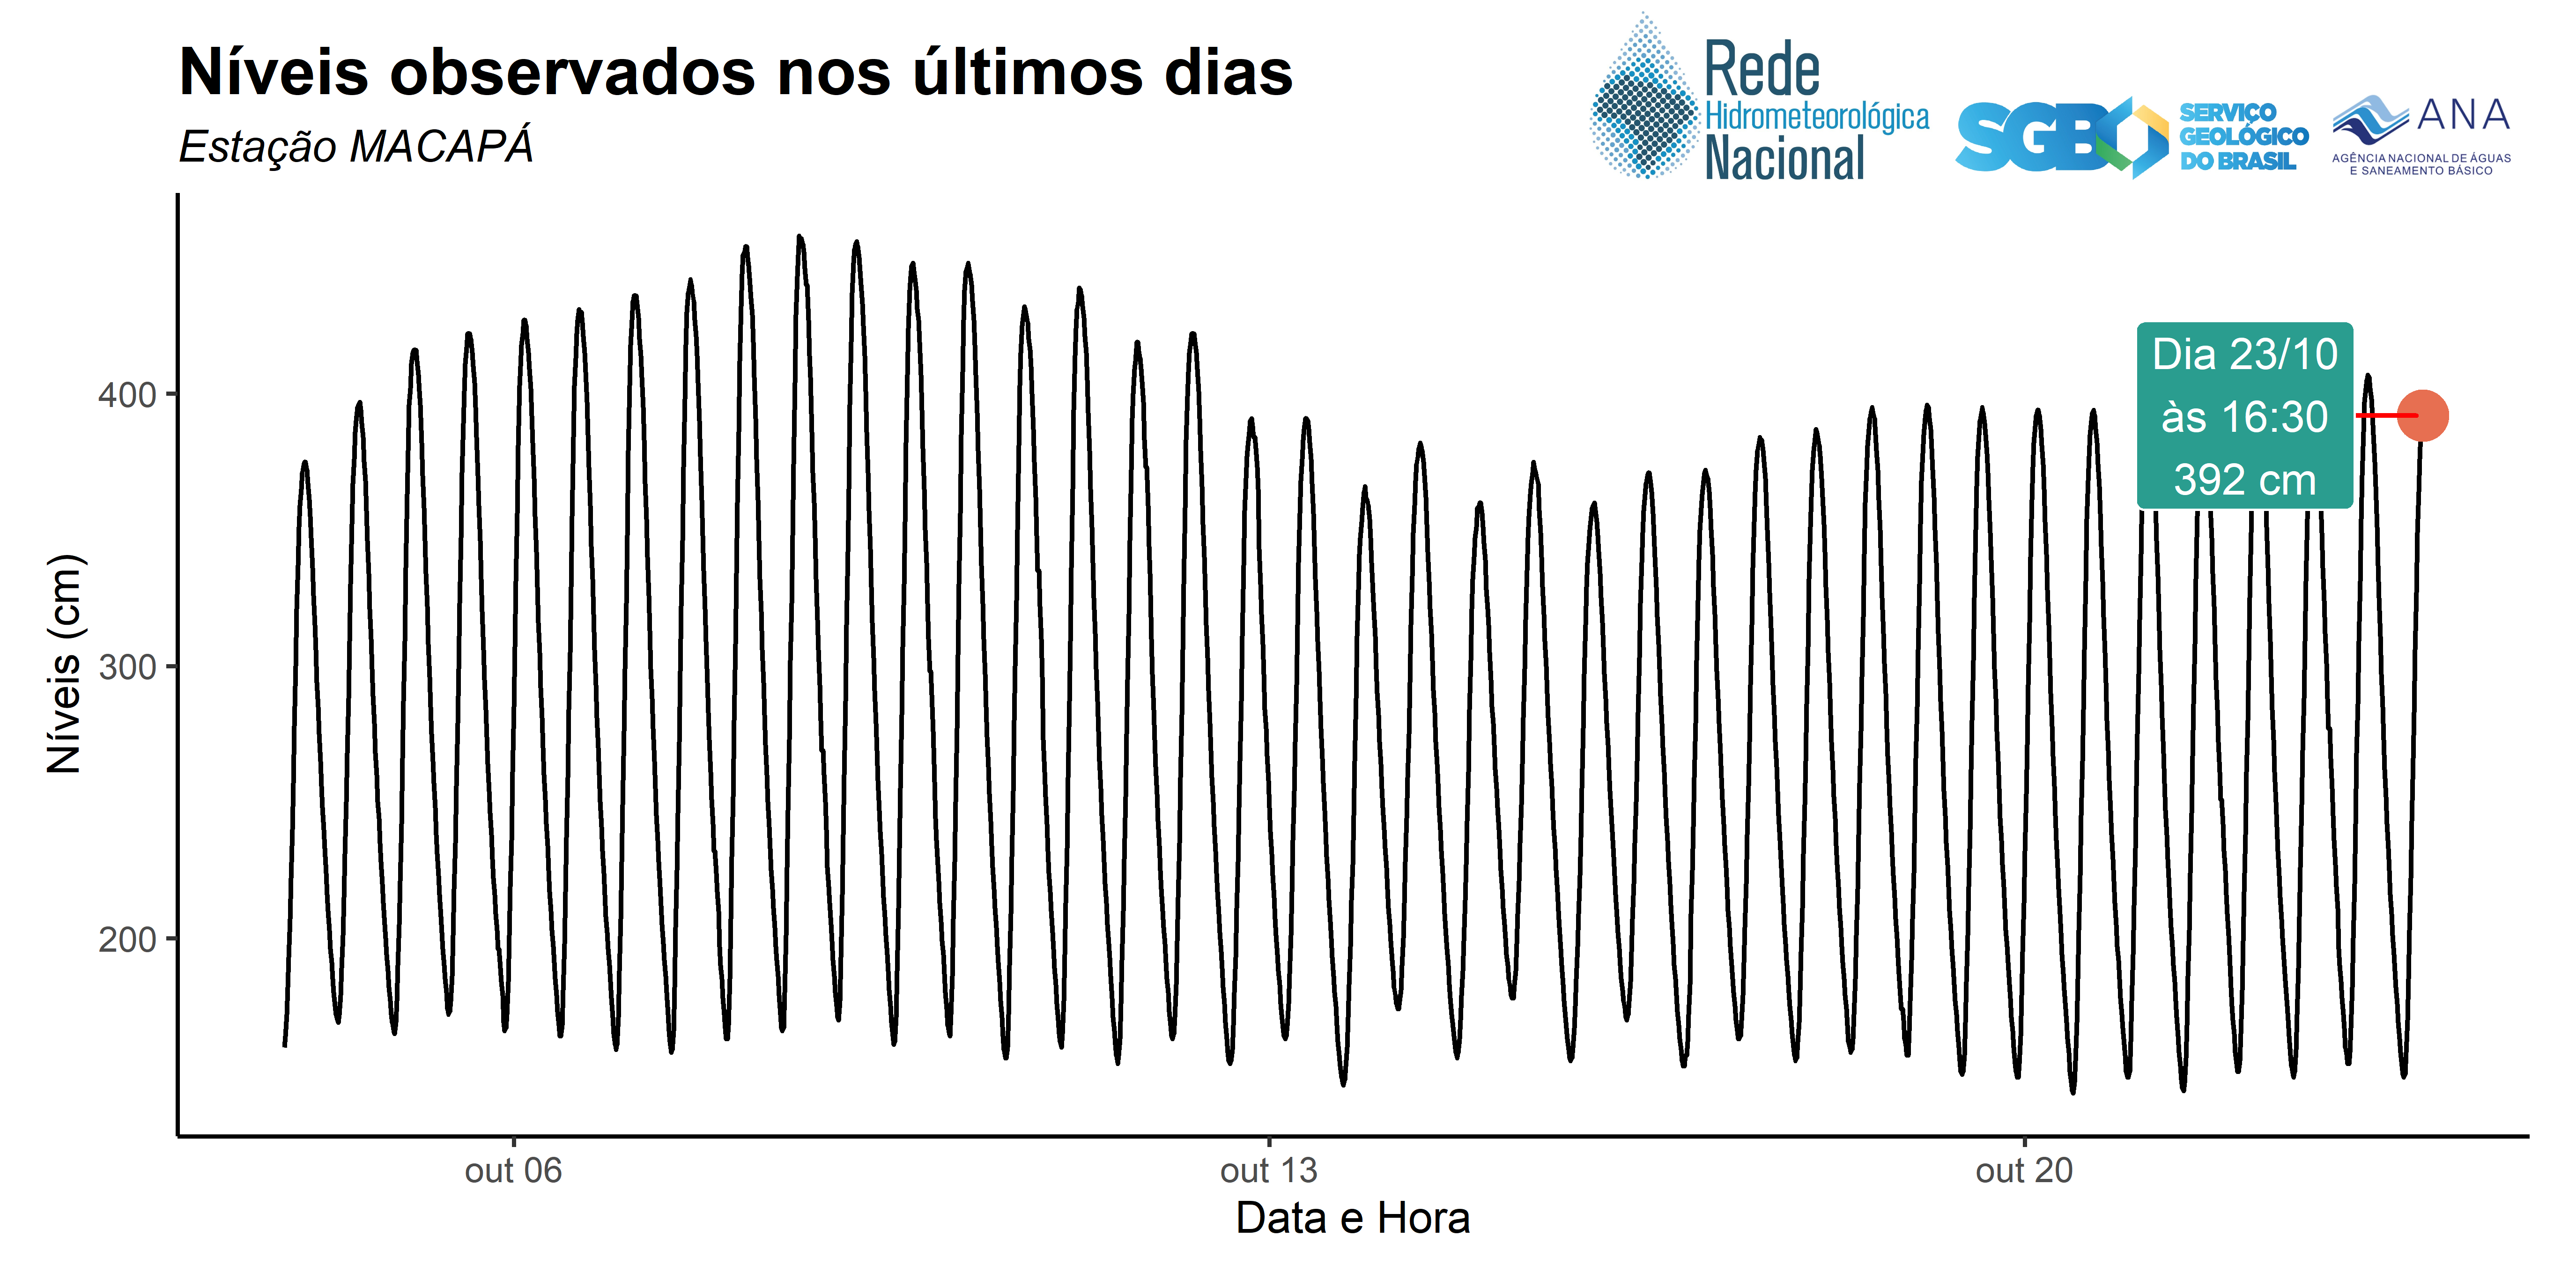 Níveis observados nos últimos dias
Estação MACAPÁ
Rede
Hidrometeorológica
Nacional
SGB
SERVIÇO
GEOLÓGICO
DO BRASIL
ANA
AGÊNCIA NACIONAL DE ÁGUAS
E SANEAMENTO BÁSICO
Dia 23/10
às 16:30
392 cm
Níveis (cm)
400
300
200
out 06
out 13
out 20
Data e Hora